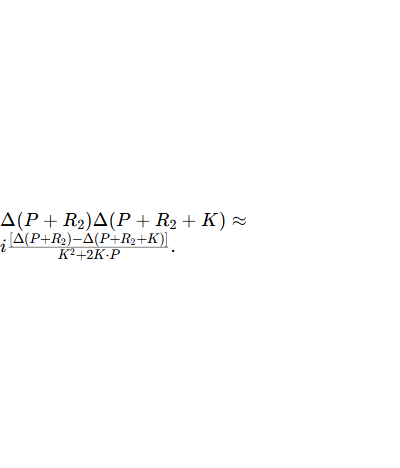 Δ(P + R₂)Δ(P + R₂ + K) ≈
i [Δ(P+R₂)−Δ(P+R₂+K)] / K²+2K·P .